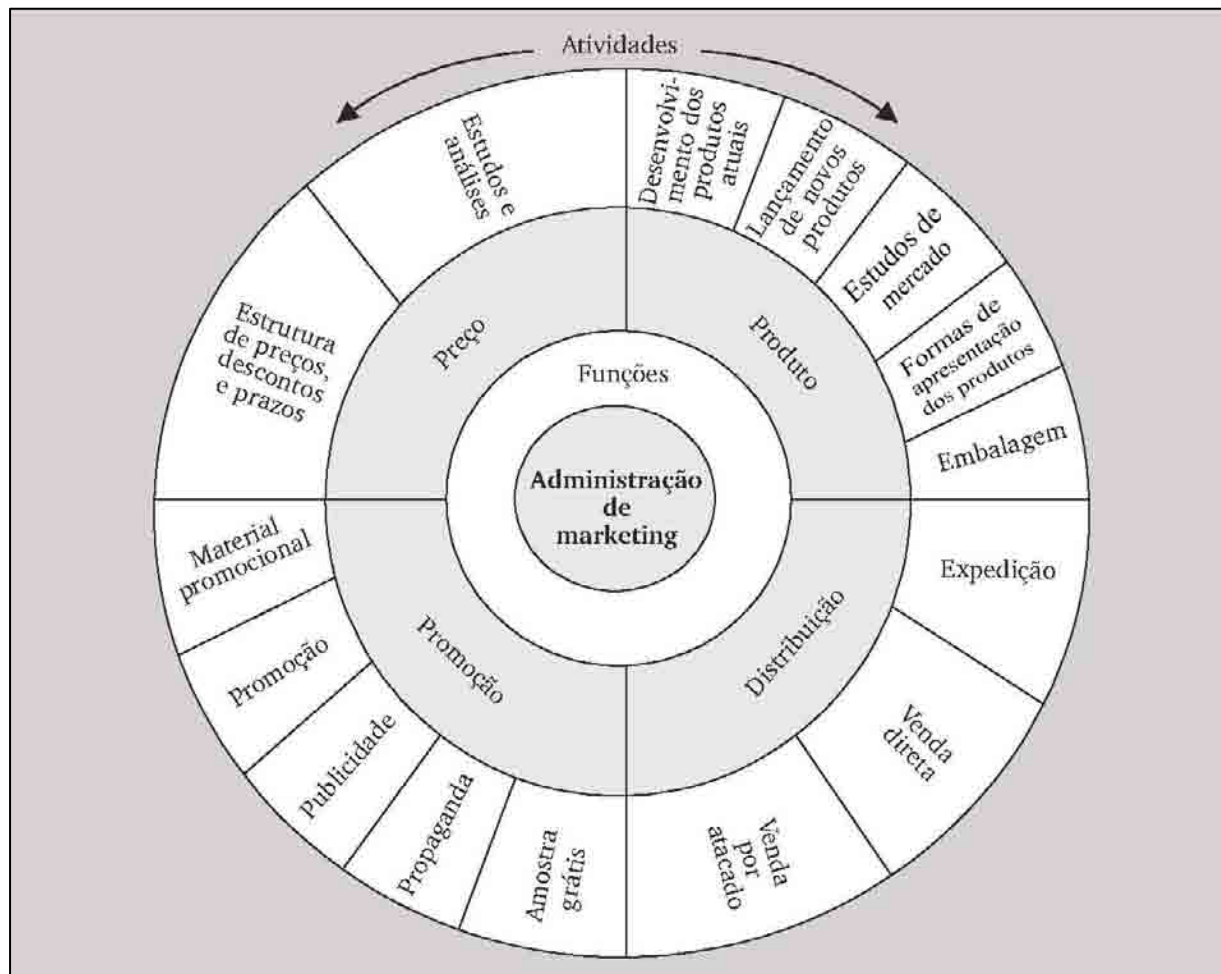 Atividades
Desenvolvi-
mento dos
produtos
atuais
Lançamento
de novos
produtos
Estudos de
mercado
Formas de
apresentação
dos produtos
Embalagem
Expedição
Venda
direta
Venda
por
atacado
Amostra
grátis
Propaganda
Publicidade
Promoção
Material
promocional
Estrutura
de preços,
descontos
e prazos
Estudos e
análises
Preço
Produto
Distribuição
Promoção
Funções
Administração
de
marketing